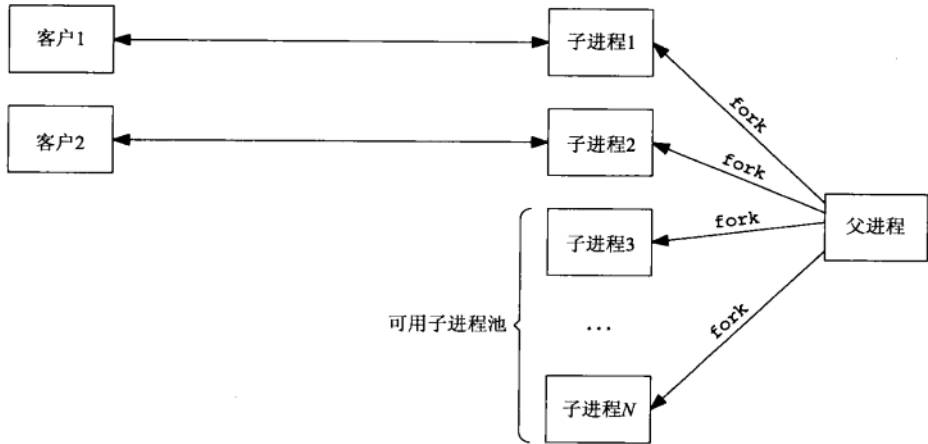 客户1
子进程1
fork
客户2
子进程2
fork
父进程
子进程3
fork
可用子进程池
...
fork
子进程N